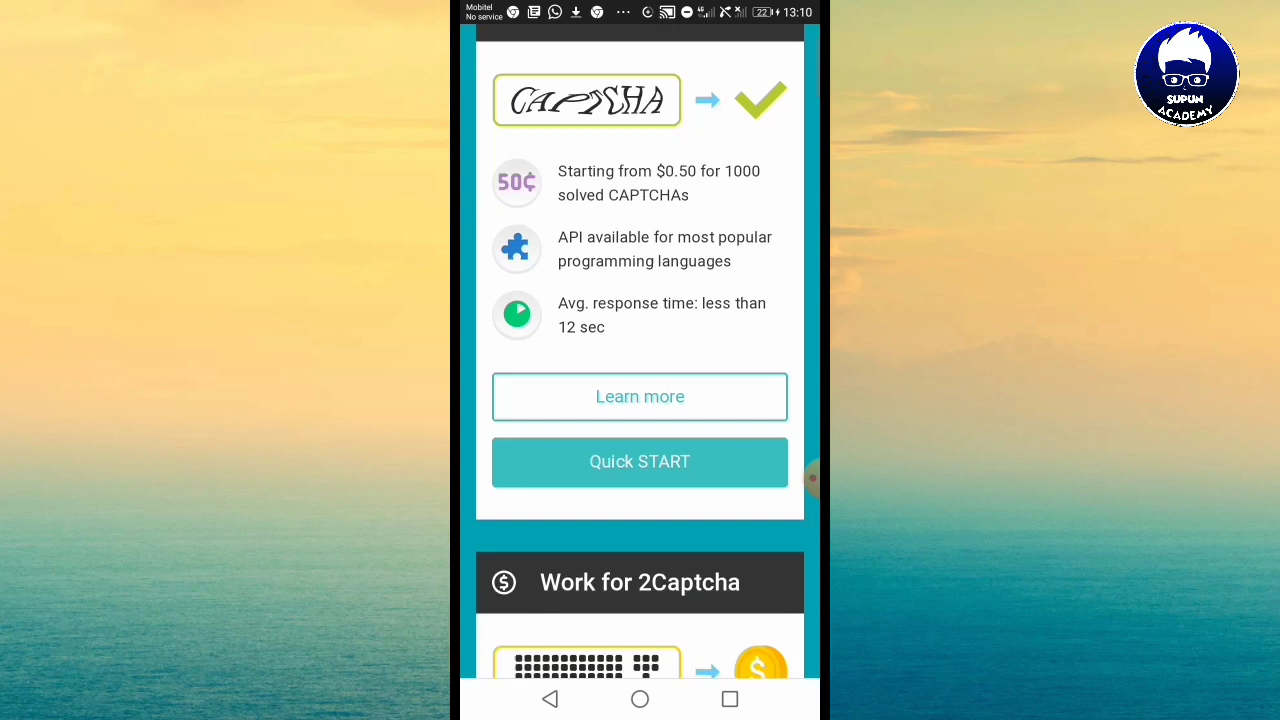 Mobitel
No service
4G
22
13:10
SUPUN
ACADEMY
CAPTCHA
50¢
Starting from $0.50 for 1000
solved CAPTCHAs
API available for most popular
programming languages
Avg. response time: less than
12 sec
Learn more
Quick START
$ Work for 2Captcha
$